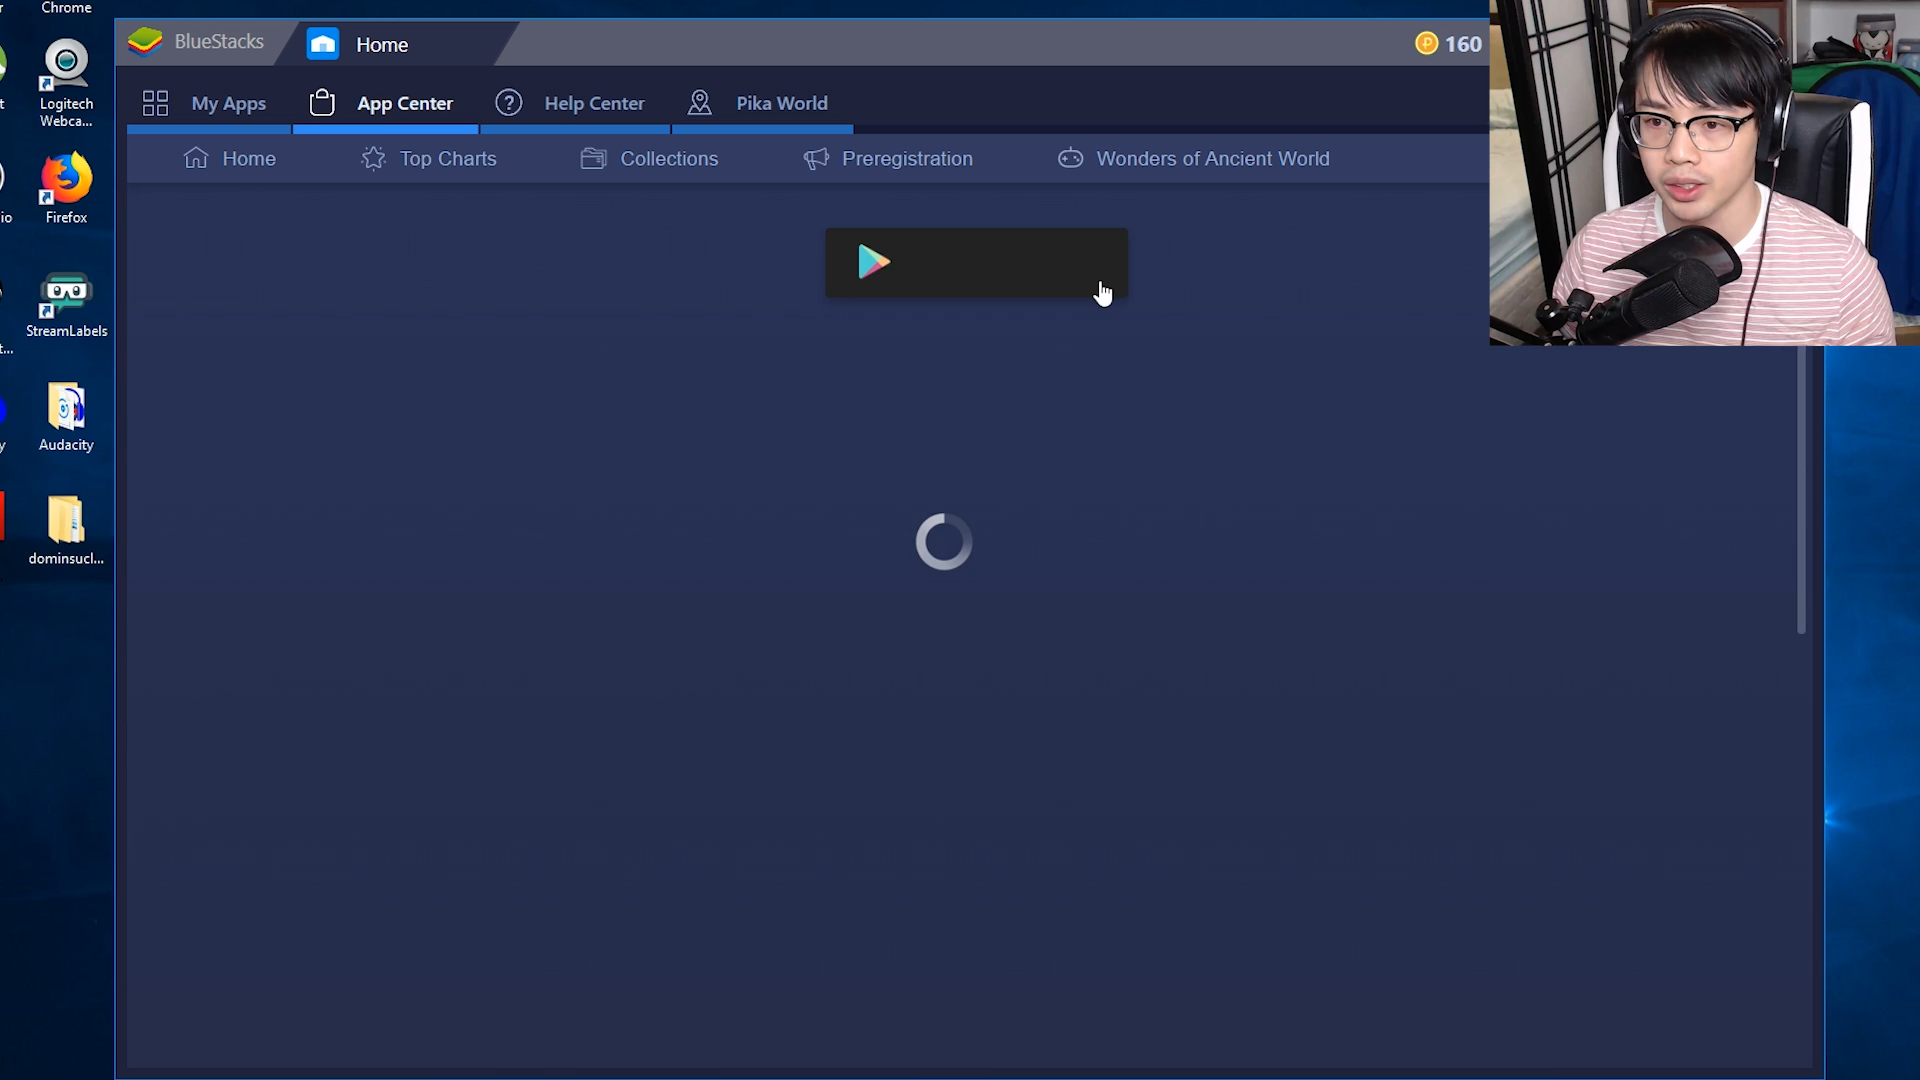 Chrome
BlueStacks
Home
160
My Apps
App Center
Help Center
Pika World
Home
Top Charts
Collections
Preregistration
Wonders of Ancient World
Logitech
Webca...
Firefox
StreamLabels
Audacity
dominsucl...